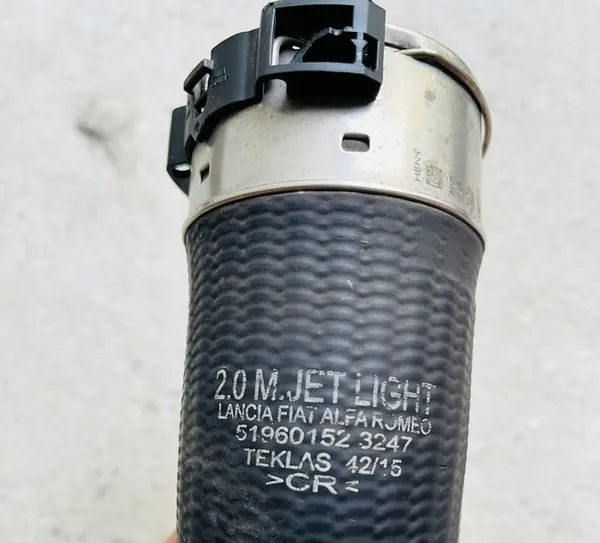 2.0 M.JET LIGHT
LANCIA FIAT ALFA ROMEO
51960152 3247
TEKLAS 42/15
>CR<